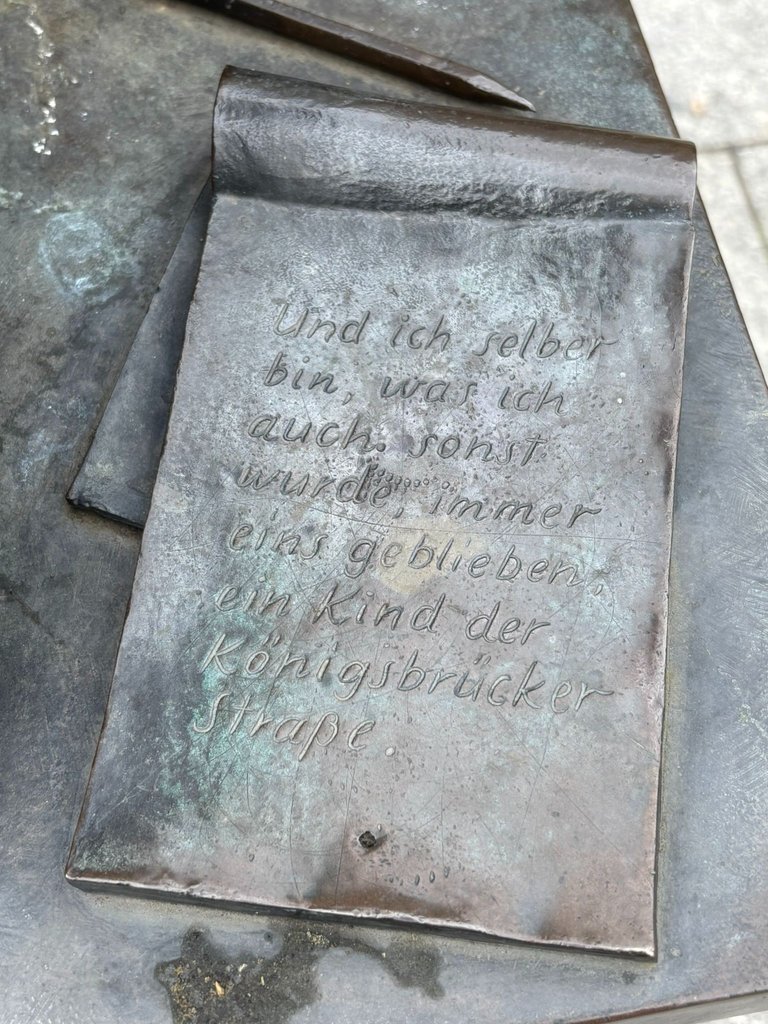 Und ich selber
bin, was ich
auch sonst
wurde, immer
eins geblieben:
ein Kind der
Königsbrücker
Straße.